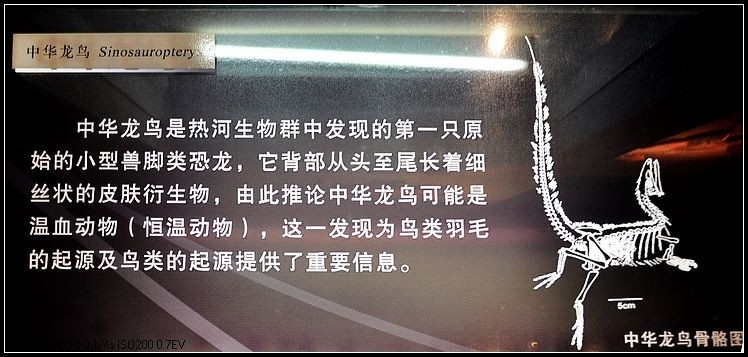 中华龙鸟 Sinosauroptery
中华龙鸟是热河生物群中发现的第一只原
始的小型兽脚类恐龙，它背部从头至尾长着细
丝状的皮肤衍生物，由此推论中华龙鸟可能是
温血动物（恒温动物），这一发现为鸟类羽毛
的起源及鸟类的起源提供了重要信息。
5cm
中华龙鸟骨骼图
1/4s ISO200 0.7EV